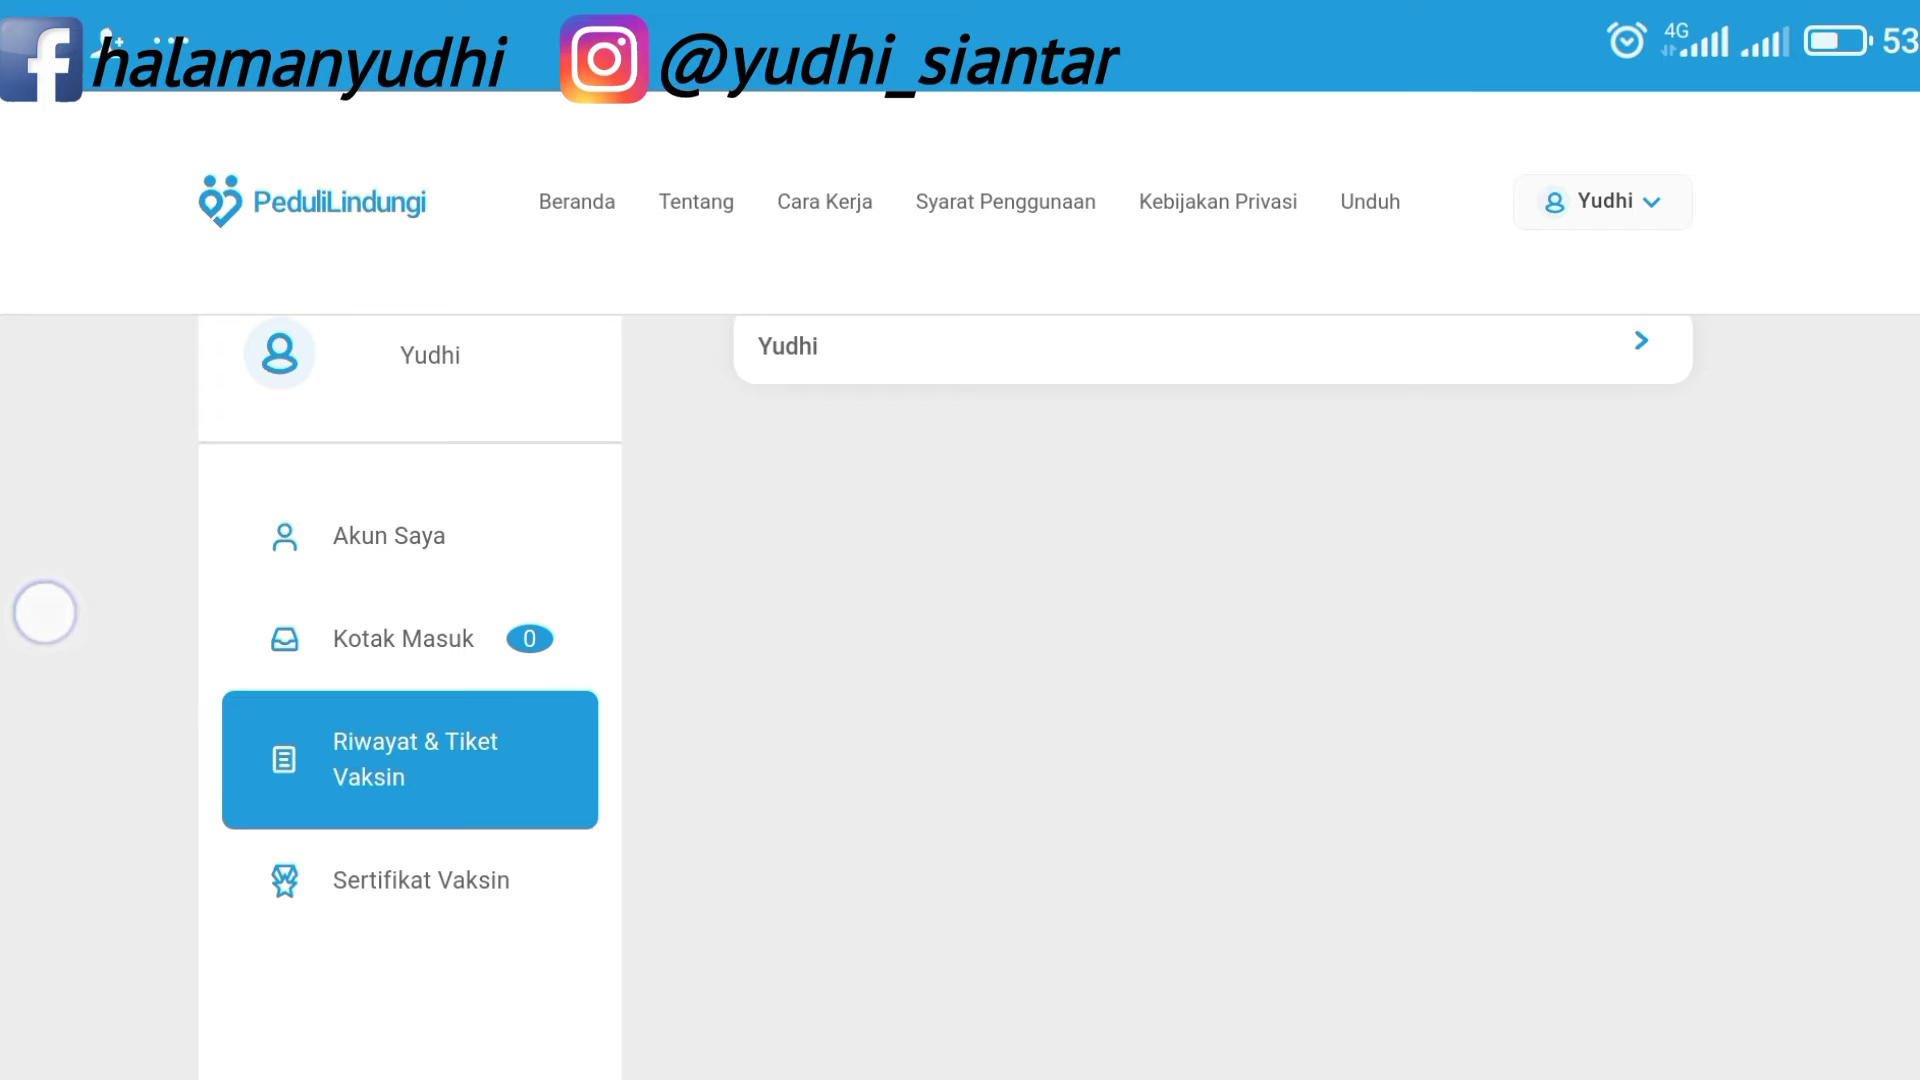 halamanyudhi
@yudhi_siantar
4G
53
PeduliLindungi
Beranda
Tentang
Cara Kerja
Syarat Penggunaan
Kebijakan Privasi
Unduh
Yudhi
Yudhi
Yudhi
Akun Saya
Kotak Masuk 0
Riwayat & Tiket
Vaksin
Sertifikat Vaksin